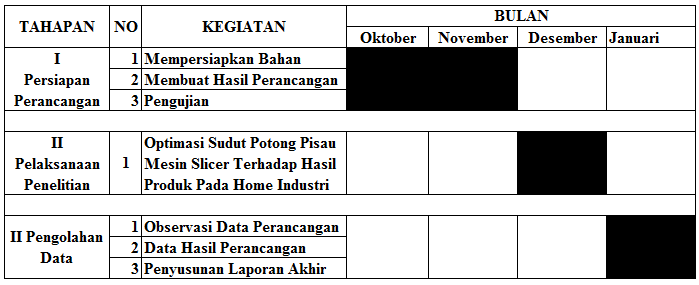 TAHAPAN NO KEGIATAN BULAN
Oktober November Desember Januari
I
Persiapan
Perancangan
1 Mempersiapkan Bahan
2 Membuat Hasil Perancangan
3 Pengujian
II
Pelaksanaan
Penelitian
1
Optimasi Sudut Potong Pisau
Mesin Slicer Terhadap Hasil
Produk Pada Home Industri
II Pengolahan
Data
1 Observasi Data Perancangan
2 Data Hasil Perancangan
3 Penyusunan Laporan Akhir